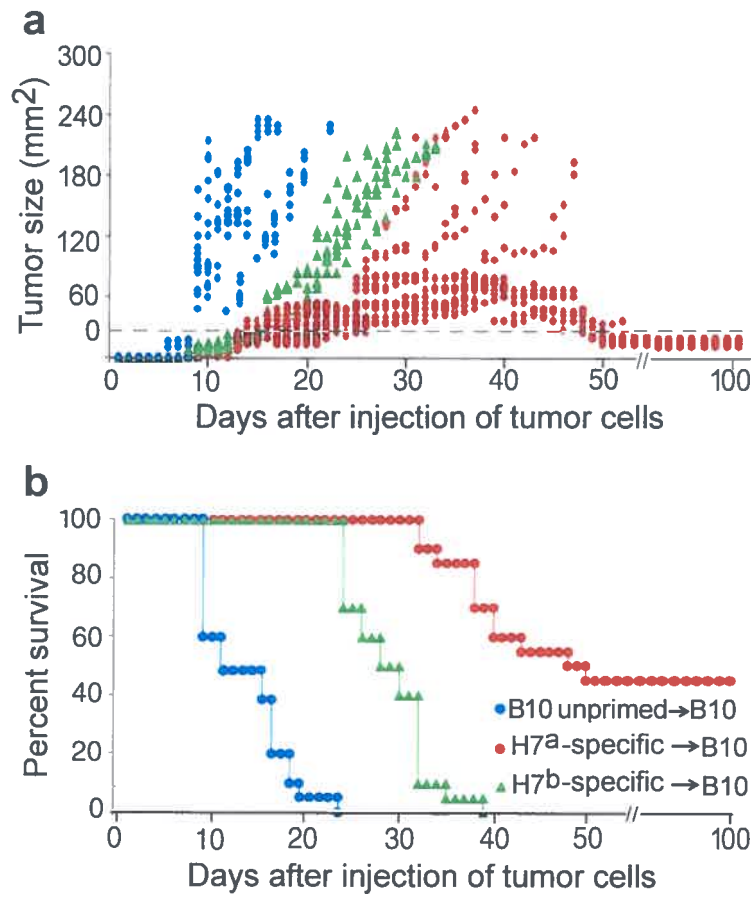 a
300
240
180
120
60
0
Tumor size (mm²)
0 10 20 30 40 50 // 100
Days after injection of tumor cells
b
100
80
60
40
20
0
Percent survival
B10 unprimed→B10
H7ᵃ-specific →B10
H7ᵇ-specific →B10
0 10 20 30 40 50 // 100
Days after injection of tumor cells